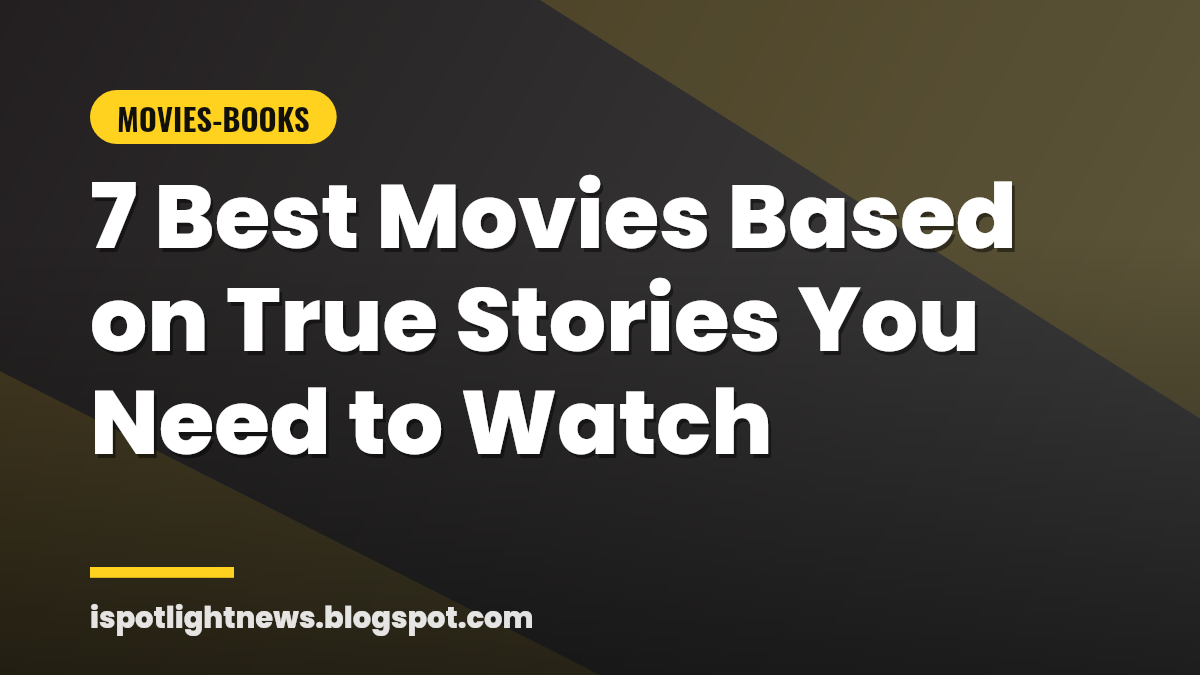 MOVIES-BOOKS
7 Best Movies Based
on True Stories You
Need to Watch
ispotlightnews.blogspot.com